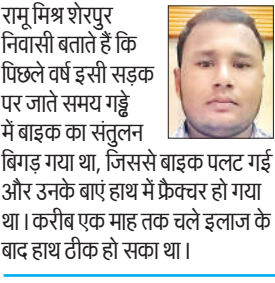 रामू मिश्र शेरपुर
निवासी बताते हैं कि
पिछले वर्ष इसी सड़क
पर जाते समय गड्ढे
में बाइक का संतुलन
बिगड़ गया था, जिससे बाइक पलट गई
और उनके बाएं हाथ में फ्रैक्चर हो गया
था। करीब एक माह तक चले इलाज के
बाद हाथ ठीक हो सका था।